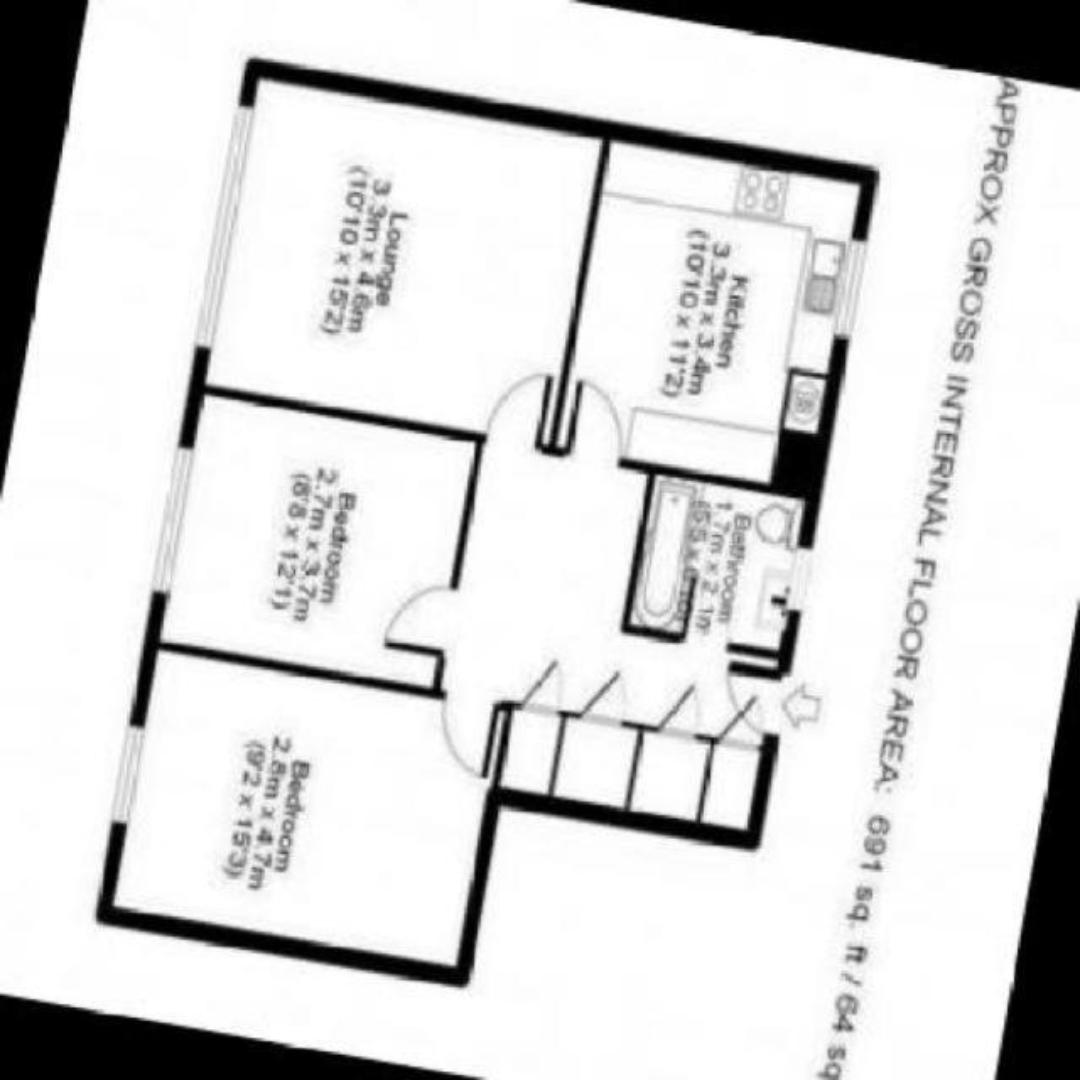 APPROX GROSS INTERNAL FLOOR AREA: 691 sq. ft / 64 sq
Kitchen
3.3m x 3.4m
(10'10 x 11'2)
Bathroom
1.7m x 2.1m
(5'5 x
Lounge
3.3m x 4.6m
(10'10 x 15'2)
Bedroom
2.7m x 3.7m
(8'8 x 12'1)
Bedroom
2.8m x 4.7m
(9'2 x 15'3)